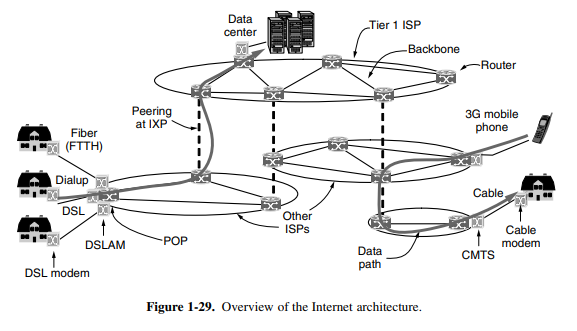 Data
center
Tier 1 ISP
Backbone
Router
Peering
at IXP
3G mobile
phone
Fiber
(FTTH)
Dialup
DSL
Cable
Other
ISPs
POP
DSLAM
DSL modem
Data
path
CMTS
Cable
modem
Figure 1-29. Overview of the Internet architecture.